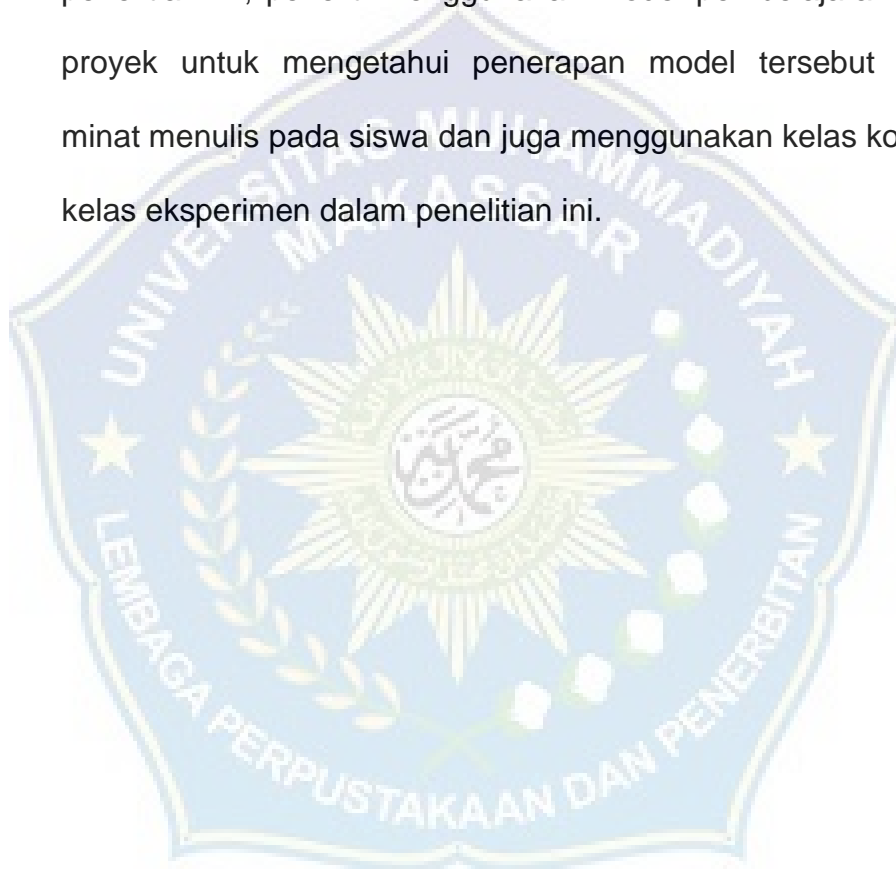 proyek untuk mengetahui penerapan model tersebut
minat menulis pada siswa dan juga menggunakan kelas
kelas eksperimen dalam penelitian ini.
UNIVERSITAS MUHAMMADIYAH
MAKASSAR
LEMBAGA PERPUSTAKAAN DAN PENERBITAN